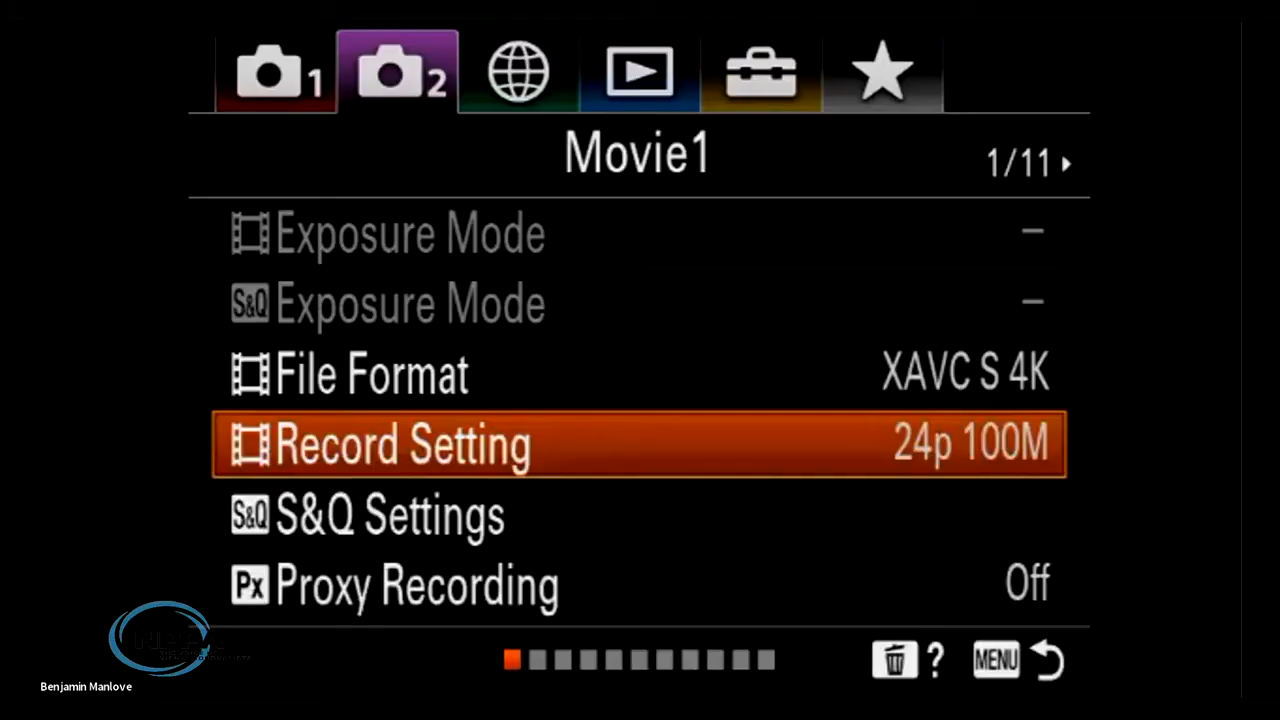 1 2
Movie1 1/11
Exposure Mode –
S&Q Exposure Mode –
File Format XAVC S 4K
Record Setting 24p 100M
S&Q S&Q Settings
Px Proxy Recording Off
? MENU
Benjamin Manlove